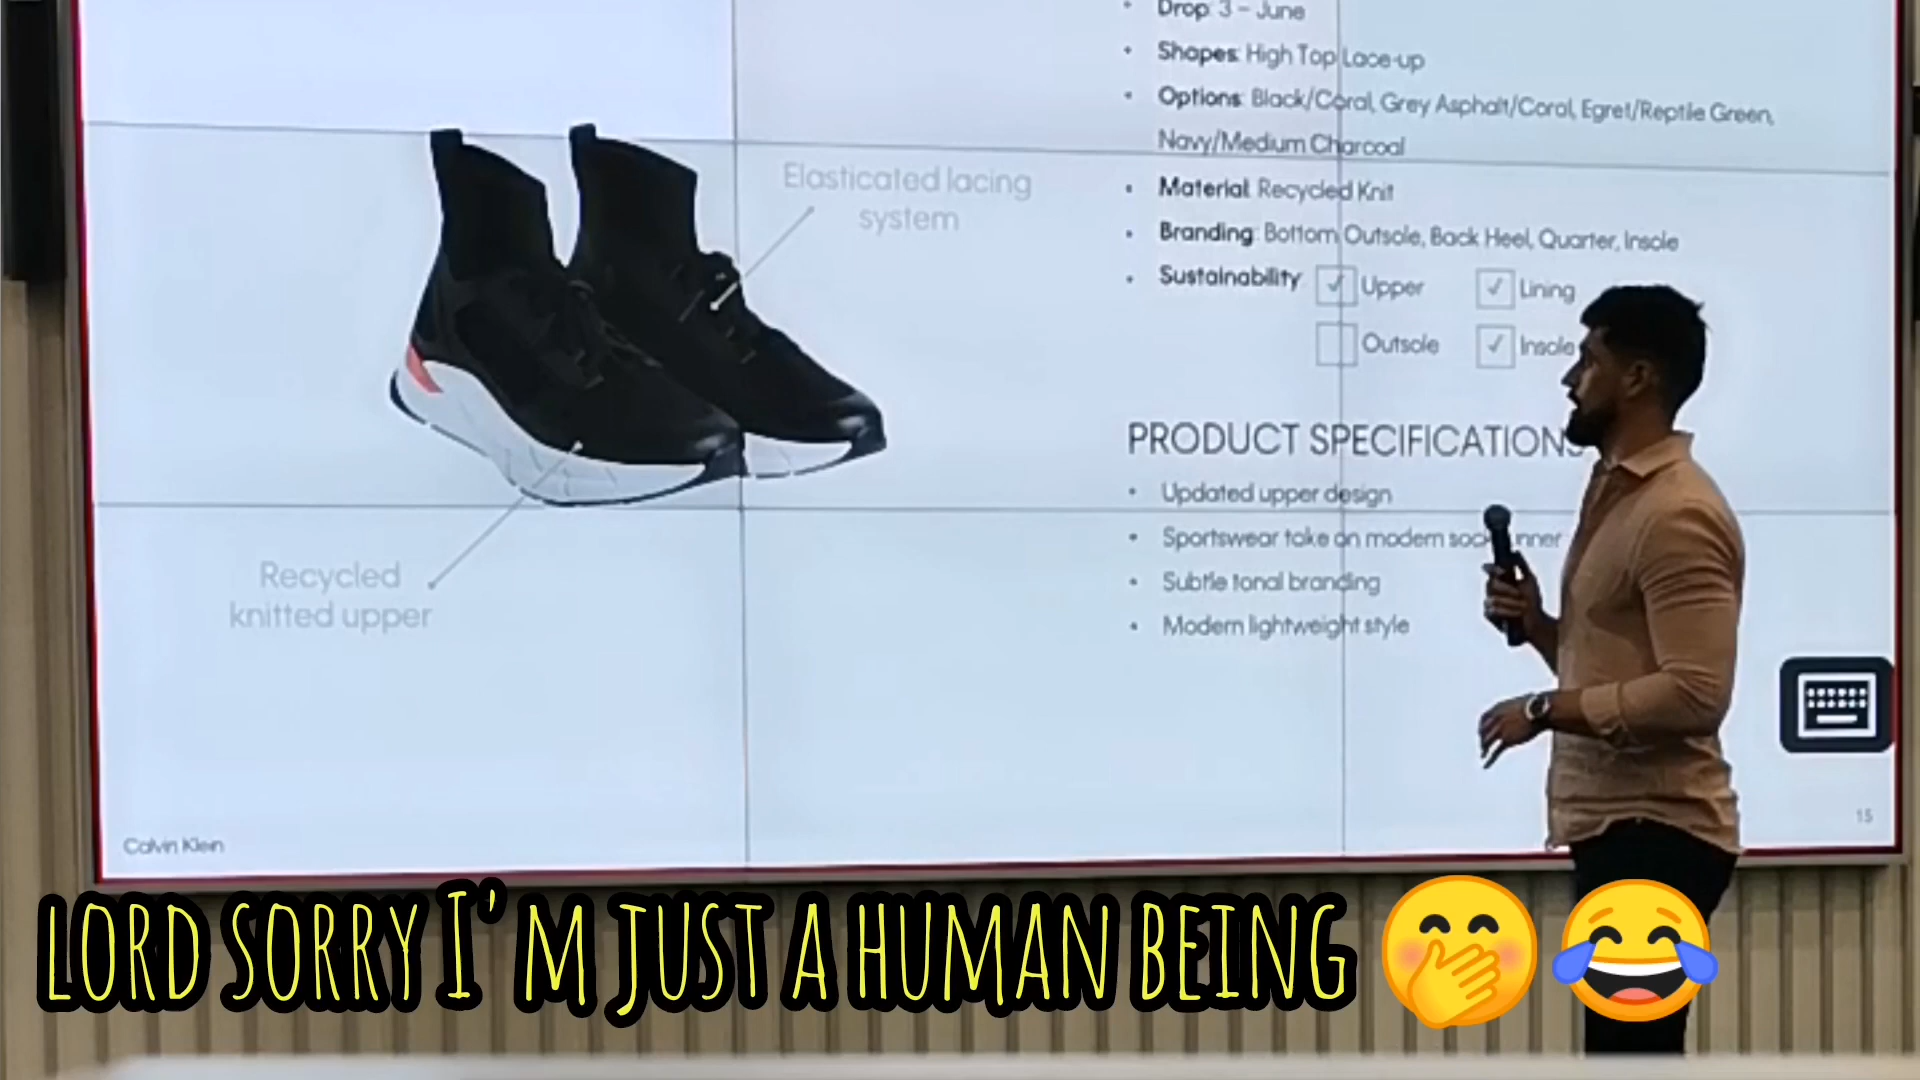 Drop: 3 – June
Shapes: High Top Lace-up
Options: Black/Coral, Grey Asphalt/Coral, Egret/Reptile Green,
Navy/Medium Charcoal
Material: Recycled Knit
Branding: Bottom Outsole, Back Heel, Quarter, Insole
Sustainability: ✓ Upper ✓ Lining
Outsole ✓ Insole
Elasticated lacing
system
Recycled
knitted upper
PRODUCT SPECIFICATIONS
Updated upper design
Sportswear take on modern
Subtle tonal branding
Modern lightweight style
15
Calvin Klein
LORD SORRY I'M JUST A HUMAN BEING 🤭😂